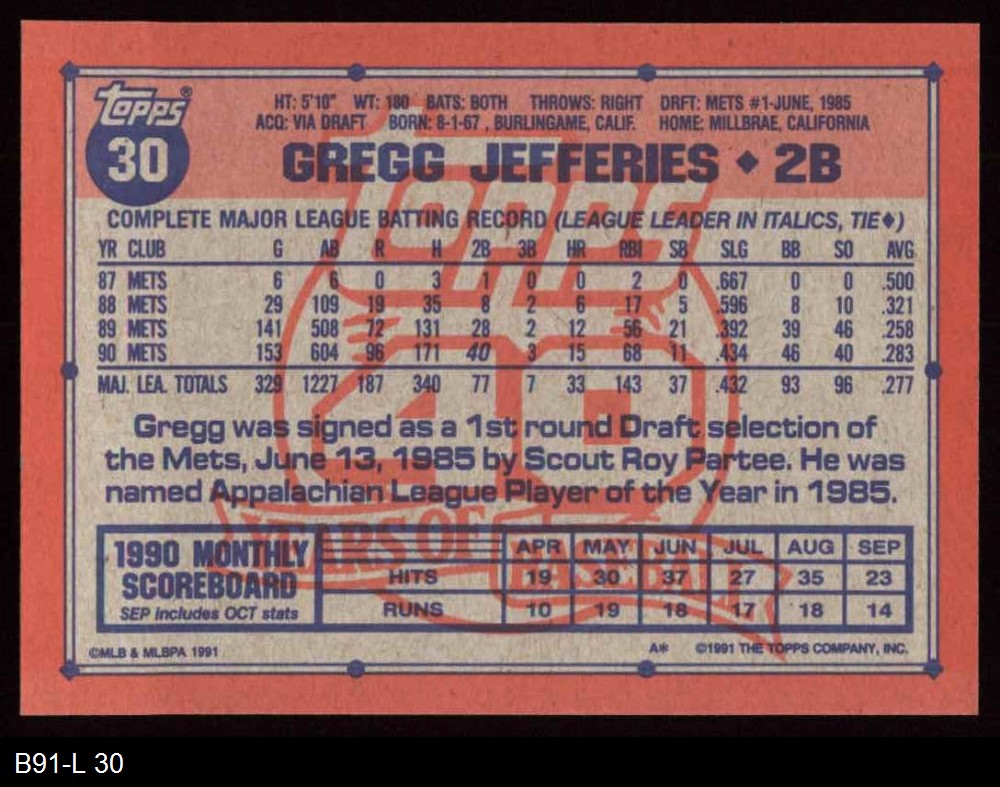 Topps®
30
HT: 5'10" WT: 180 BATS: BOTH THROWS: RIGHT DRFT: METS #1-JUNE, 1985
ACQ: VIA DRAFT BORN: 8-1-67, BURLINGAME, CALIF. HOME: MILLBRAE, CALIFORNIA
GREGG JEFFERIES ◆ 2B
COMPLETE MAJOR LEAGUE BATTING RECORD (LEAGUE LEADER IN ITALICS, TIE◆)
YR CLUB G AB R H 2B 3B HR RBI SB SLG BB SO AVG
87 METS 6 6 0 3 1 0 0 2 0 .667 0 0 .500
88 METS 29 109 19 35 8 2 6 17 5 .596 8 10 .321
89 METS 141 508 72 131 28 2 12 56 21 .392 39 46 .258
90 METS 153 604 96 171 40 3 15 68 11 .434 46 40 .283
MAJ. LEA. TOTALS 329 1227 187 340 77 7 33 143 37 .432 93 96 .277
Gregg was signed as a 1st round Draft selection of
the Mets, June 13, 1985 by Scout Roy Partee. He was
named Appalachian League Player of the Year in 1985.
Topps
40
YEARS OF
BASEBALL
1990 MONTHLY
SCOREBOARD
SEP includes OCT stats
APR MAY JUN JUL AUG SEP
HITS 19 30 37 27 35 23
RUNS 10 19 18 17 18 14
©MLB & MLBPA 1991 A* ©1991 THE TOPPS COMPANY, INC.
B91-L 30